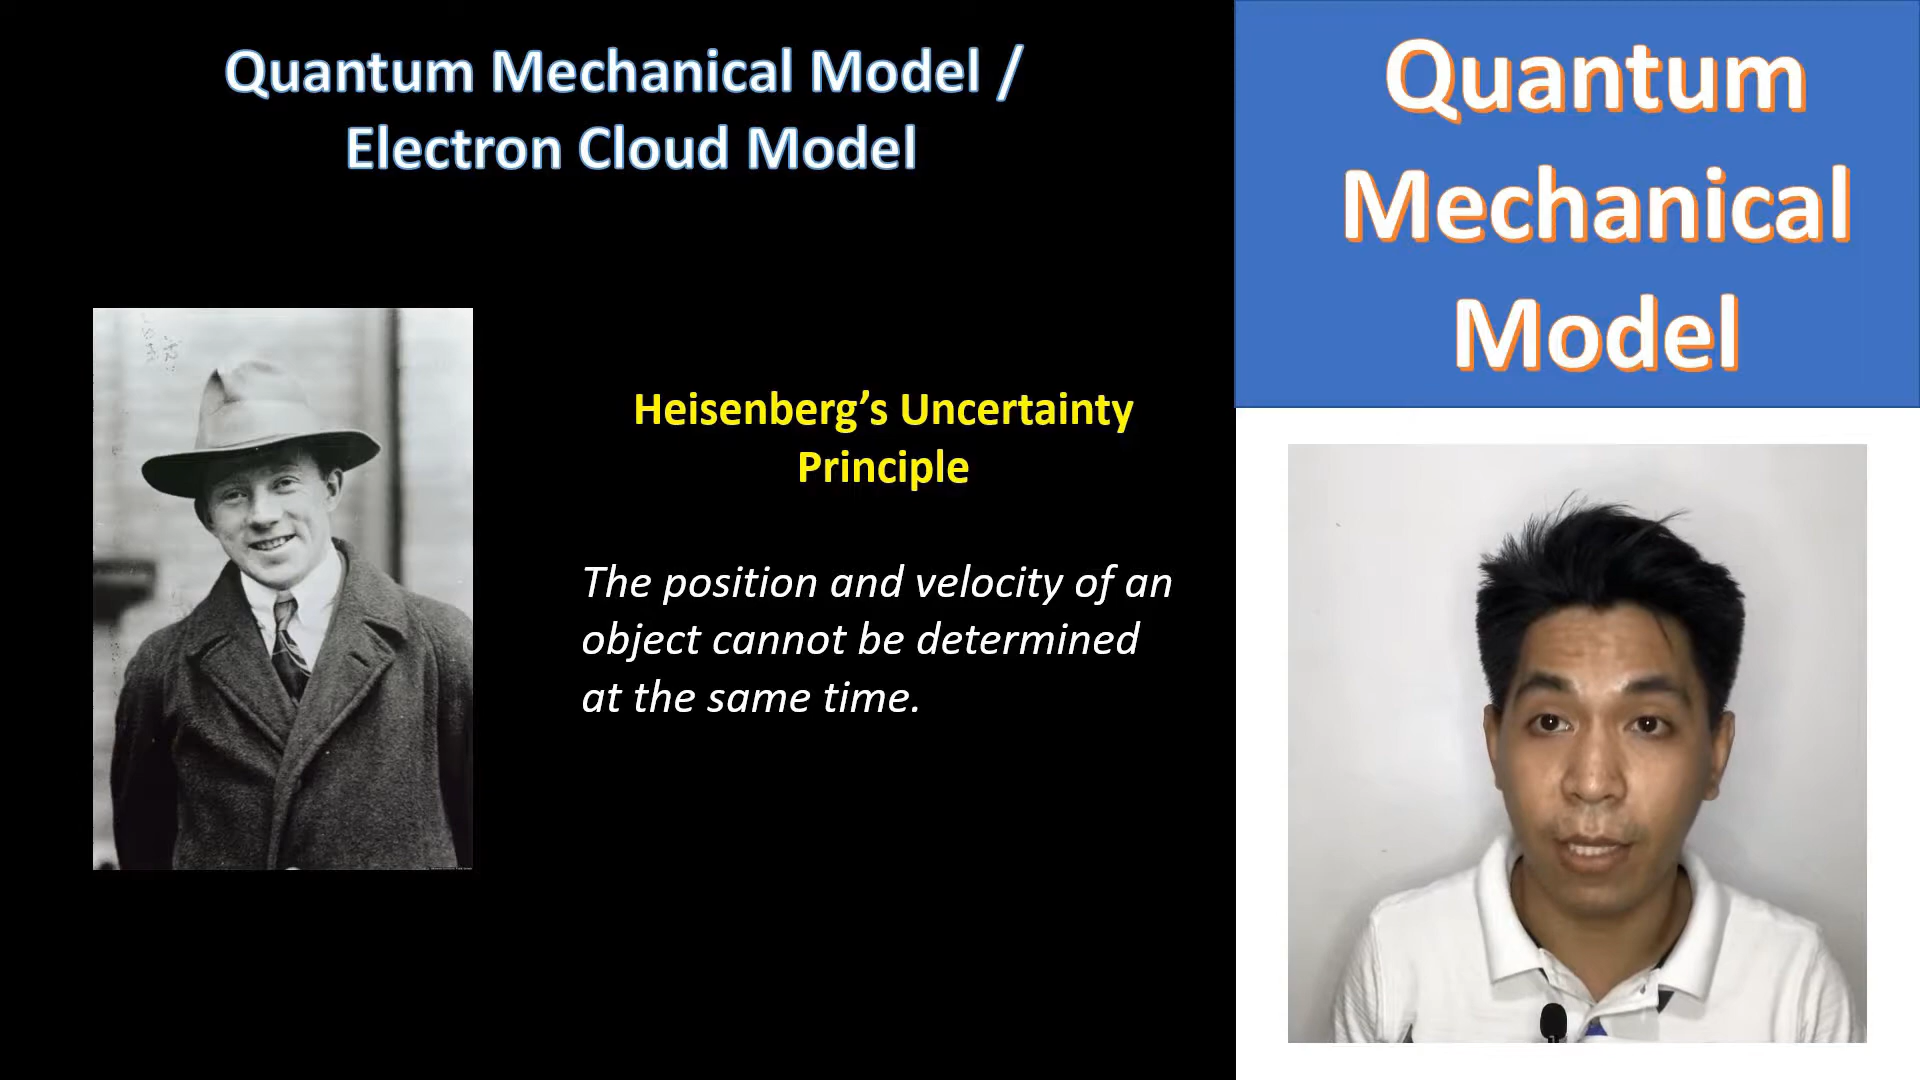 Quantum Mechanical Model /
Electron Cloud Model
Heisenberg’s Uncertainty
Principle
The position and velocity of an
object cannot be determined
at the same time.
Quantum
Mechanical
Model